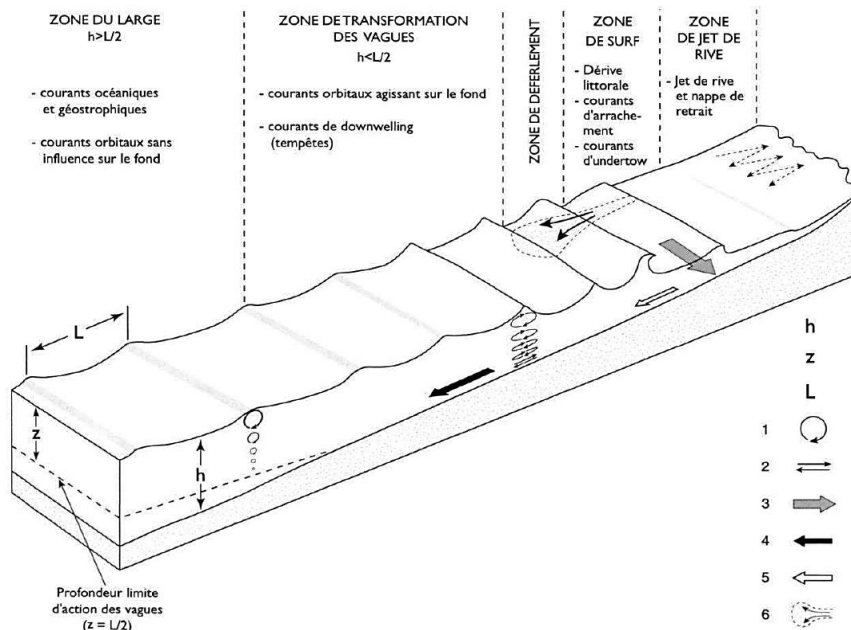 ZONE DU LARGE
h>L/2
- courants océaniques
et géostrophiques
- courants orbitaux sans
influence sur le fond
ZONE DE TRANSFORMATION
DES VAGUES
h<L/2
- courants orbitaux agissant sur le fond
- courants de downwelling
(tempêtes)
ZONE DE DEFERLEMENT
ZONE
DE SURF
- Dérive
littorale
- courants
d'arrache-
ment
- courants
d'undertow
ZONE
DE JET DE
RIVE
- Jet de rive
et nappe de
retrait
L
z
h
Profondeur limite
d'action des vagues
(z = L/2)
h
z
L
1
2
3
4
5
6